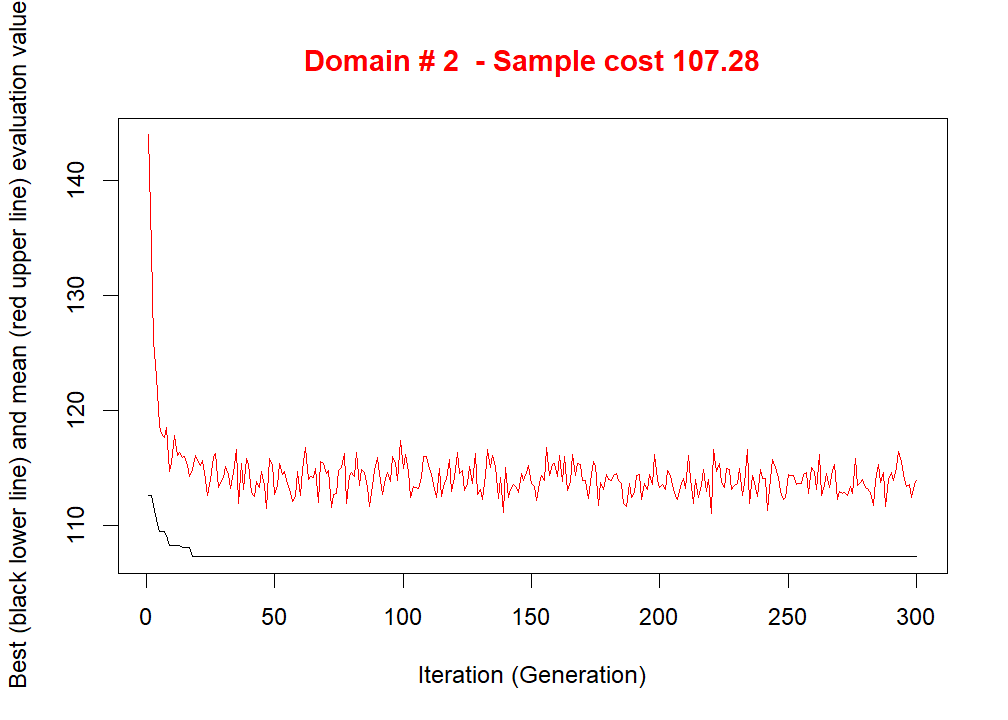 Domain # 2  - Sample cost 107.28
Best (black lower line) and mean (red upper line) evaluation value
140
130
120
110
0 50 100 150 200 250 300
Iteration (Generation)